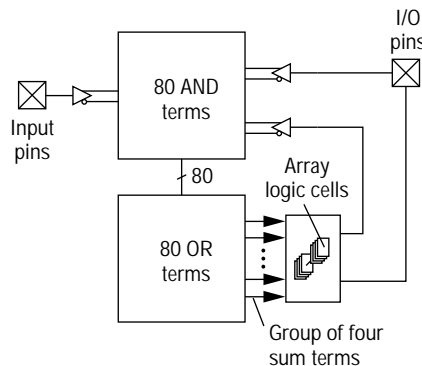 I/O
pins
80 AND
terms
Input
pins
80
Array
logic cells
80 OR
terms
Group of four
sum terms